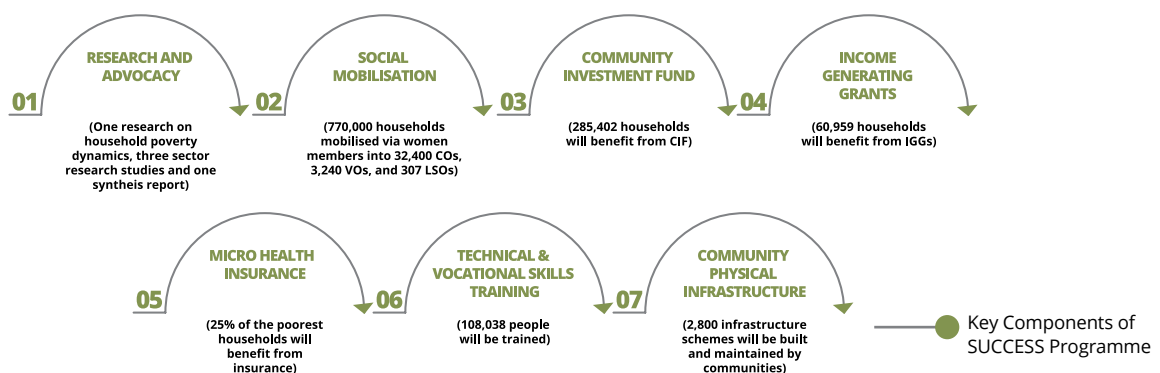 01
RESEARCH AND
ADVOCACY
(One research on
household poverty
dynamics, three sector
research studies and one
syntheis report)
02
SOCIAL
MOBILISATION
(770,000 households
mobilised via women
members into 32,400 COs,
3,240 VOs, and 307 LSOs)
03
COMMUNITY
INVESTMENT FUND
(285,402 households
will benefit from CIF)
04
INCOME
GENERATING
GRANTS
(60,959 households
will benefit from IGGs)
05
MICRO HEALTH
INSURANCE
(25% of the poorest
households will
benefit from
insurance)
06
TECHNICAL &
VOCATIONAL SKILLS
TRAINING
(108,038 people
will be trained)
07
COMMUNITY
PHYSICAL
INFRASTRUCTURE
(2,800 infrastructure
schemes will be built
and maintained by
communities)
Key Components of
SUCCESS Programme